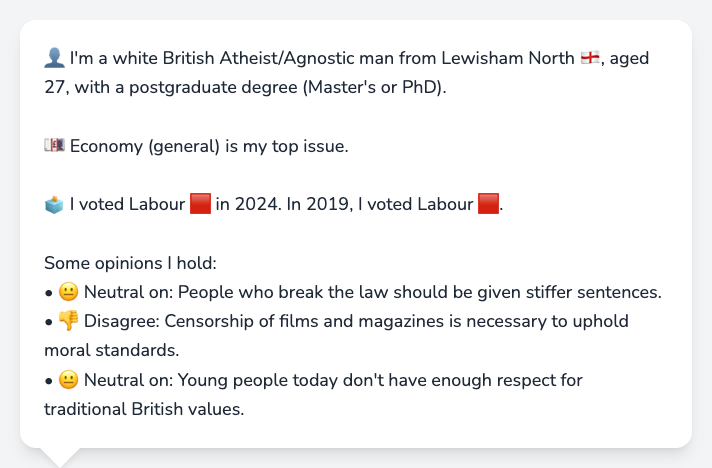 👤 I'm a white British Atheist/Agnostic man from Lewisham North 🏴󠁧󠁢󠁥󠁮󠁧󠁿, aged
27, with a postgraduate degree (Master's or PhD).
💷 Economy (general) is my top issue.
🗳️ I voted Labour 🟥 in 2024. In 2019, I voted Labour 🟥.
Some opinions I hold:
• 😐 Neutral on: People who break the law should be given stiffer sentences.
• 👎 Disagree: Censorship of films and magazines is necessary to uphold
moral standards.
• 😐 Neutral on: Young people today don't have enough respect for
traditional British values.